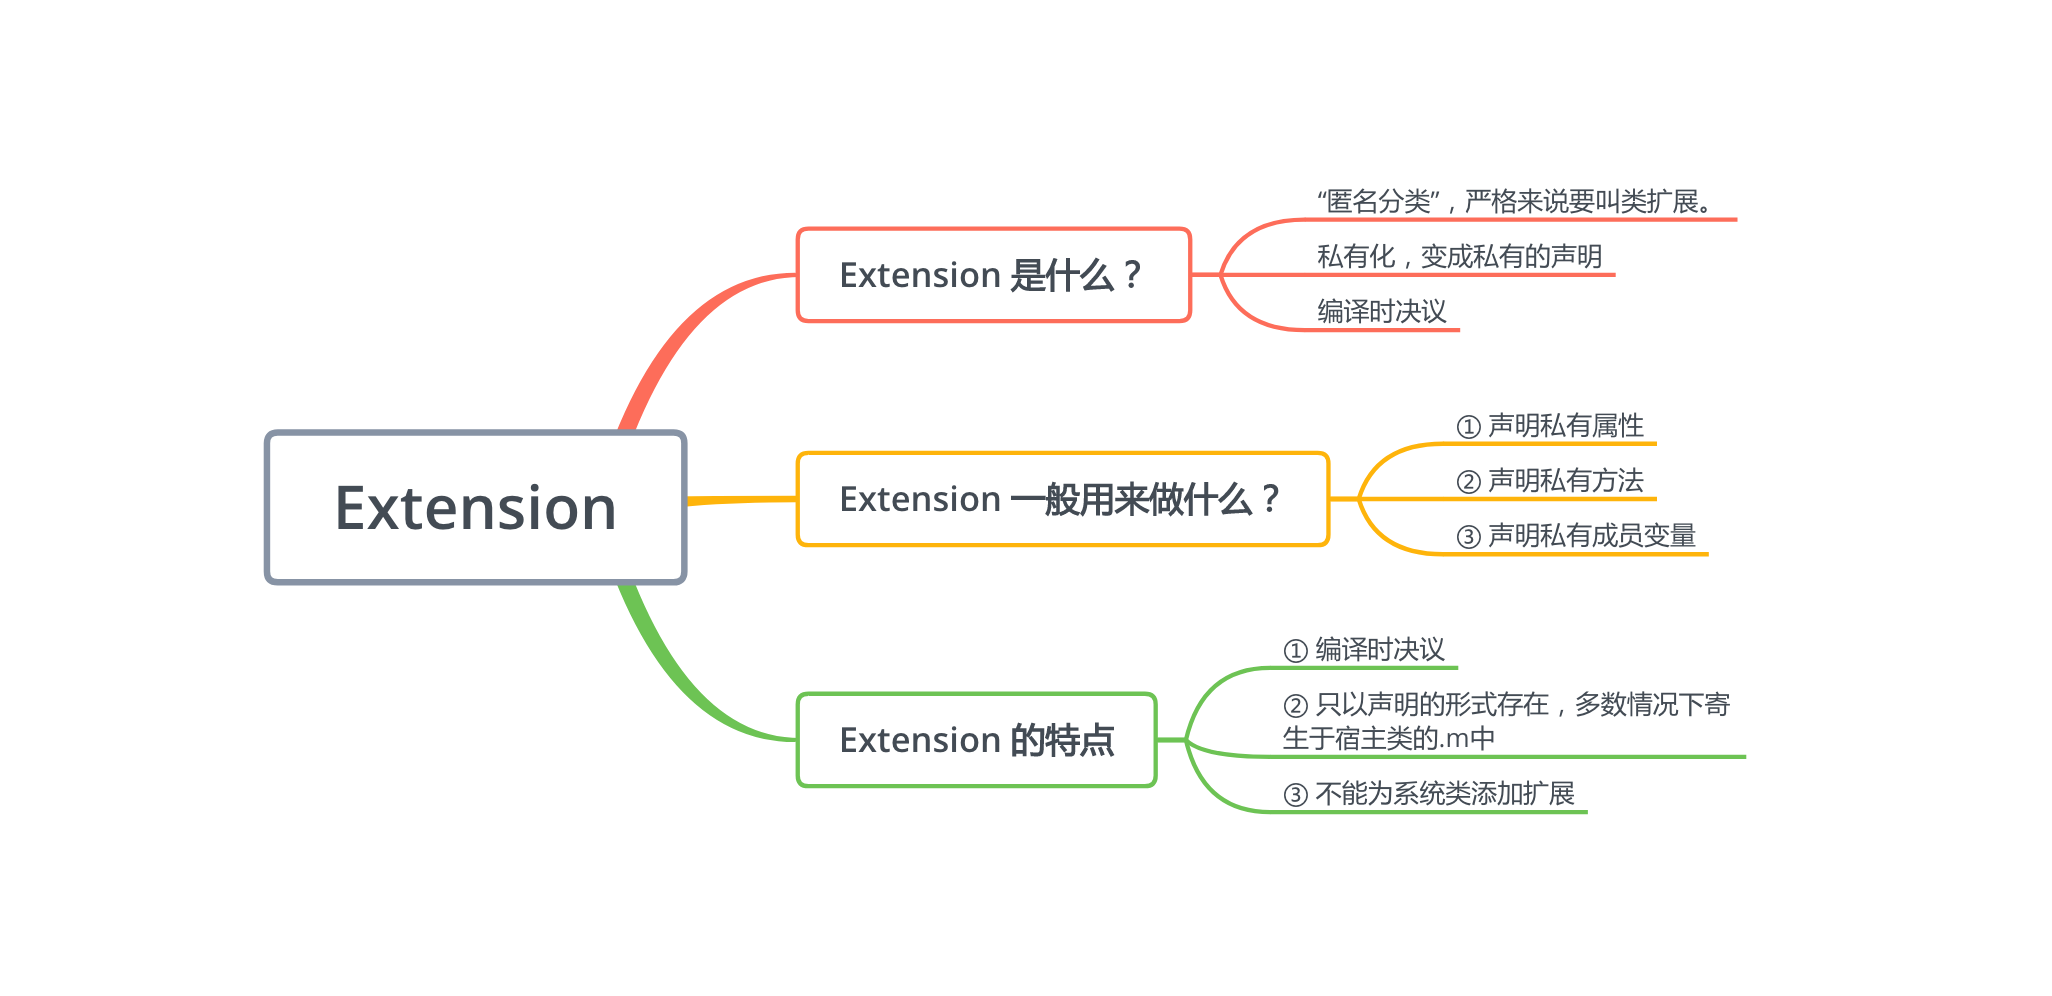 Extension
Extension 是什么？
“匿名分类”，严格来说要叫类扩展。
私有化，变成私有的声明
编译时决议
Extension 一般用来做什么？
① 声明私有属性
② 声明私有方法
③ 声明私有成员变量
Extension 的特点
① 编译时决议
② 只以声明的形式存在，多数情况下寄
生于宿主类的.m中
③ 不能为系统类添加扩展